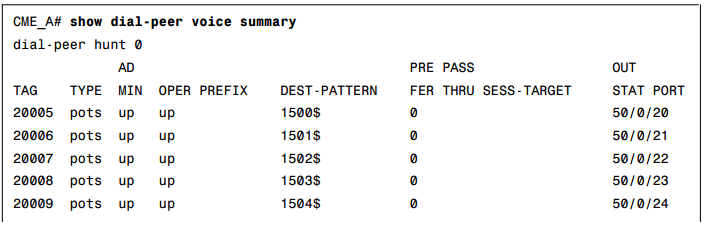 CME_A# show dial-peer voice summary
dial-peer hunt 0
AD PRE PASS OUT
TAG TYPE MIN OPER PREFIX DEST-PATTERN FER THRU SESS-TARGET STAT PORT
20005 pots up up 1500$ 0 50/0/20
20006 pots up up 1501$ 0 50/0/21
20007 pots up up 1502$ 0 50/0/22
20008 pots up up 1503$ 0 50/0/23
20009 pots up up 1504$ 0 50/0/24